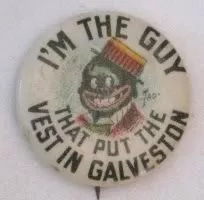 I'M THE GUY
THAT PUT THE
VEST IN GALVESTON